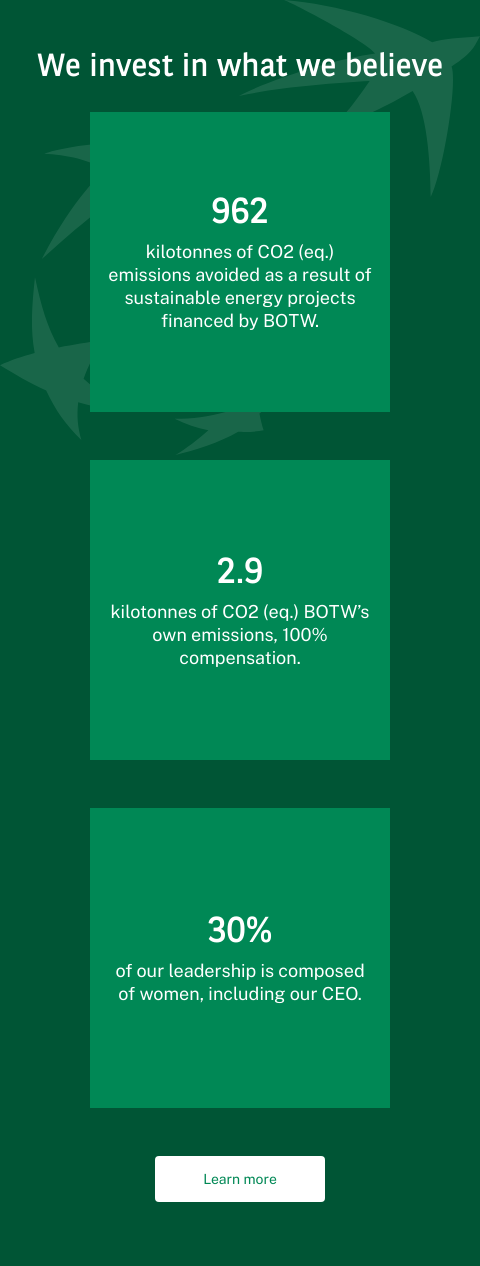 We invest in what we believe
962
kilotonnes of CO2 (eq.)
emissions avoided as a result of
sustainable energy projects
financed by BOTW.
2.9
kilotonnes of CO2 (eq.) BOTW’s
own emissions, 100%
compensation.
30%
of our leadership is composed
of women, including our CEO.
Learn more